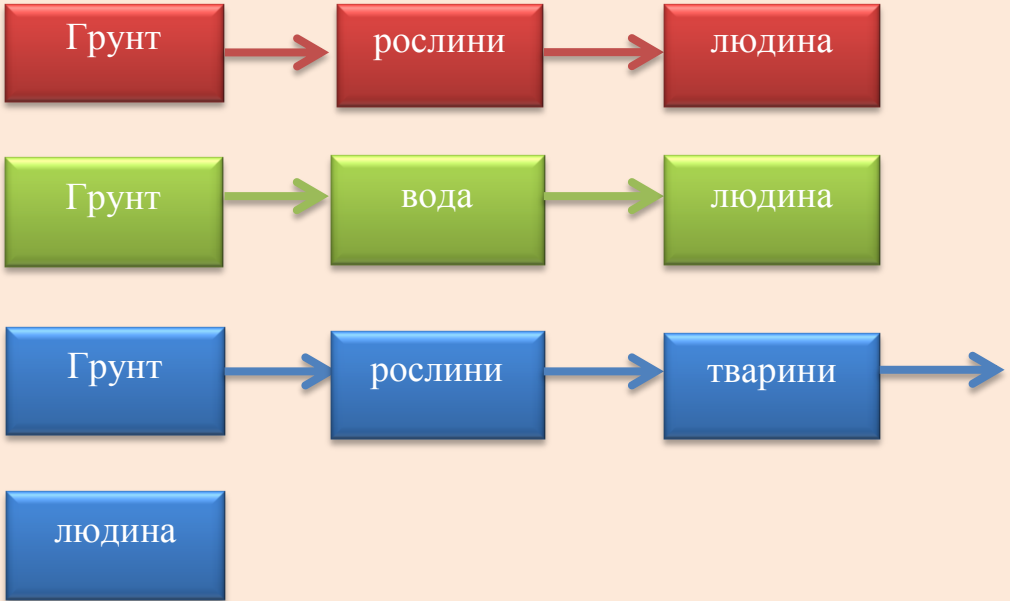 Грунт рослини людина
Грунт вода людина
Грунт рослини тварини
людина